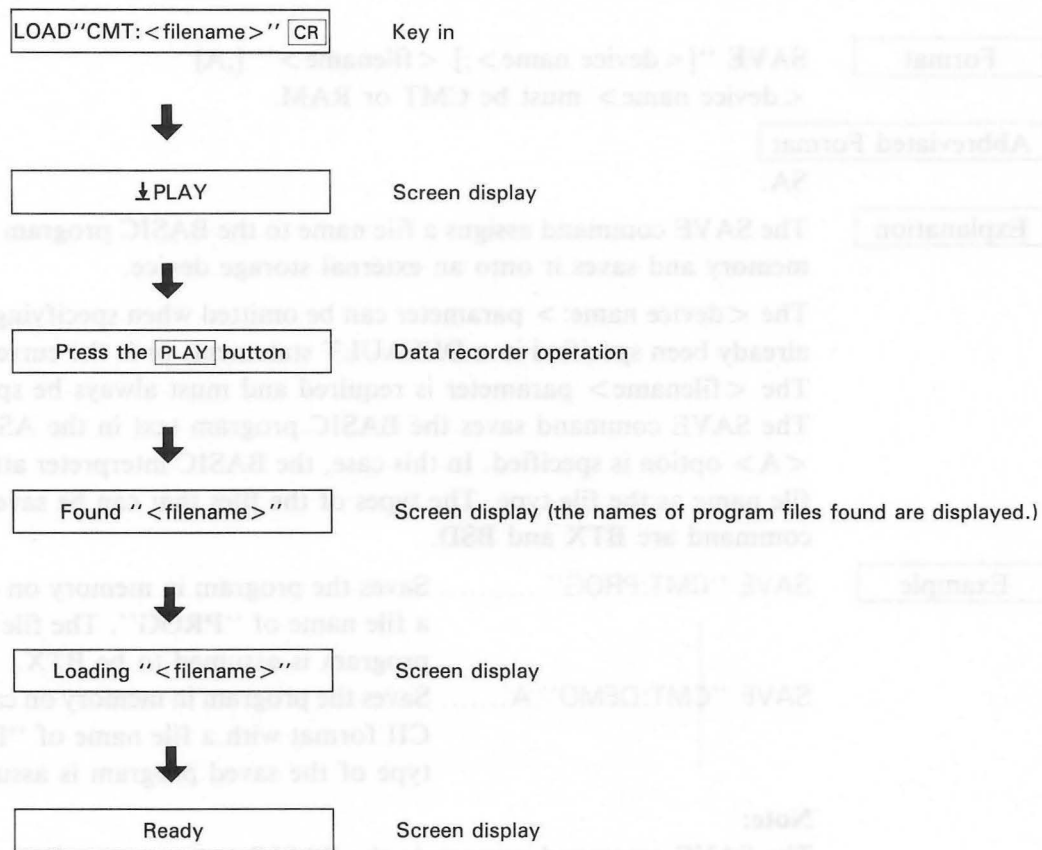 LOAD"CMT:<filename>" CR Key in
PLAY Screen display
Press the PLAY button Data recorder operation
Found "<filename>" Screen display (the names of program files found are displayed.)
Loading "<filename>" Screen display
Ready Screen display
Format SAVE "[<device name>:] <filename>" [,A]
<device name> must be CMT or RAM.
Abbreviated Format
SA.
Explanation The SAVE command assigns a file name to the BASIC program
memory and saves it onto an external storage device.
The <device name:> parameter can be omitted when specifying
already been specified
The <filename> parameter is required and must always be
The SAVE command saves the BASIC program text in the
<A> option is specified. In this case, the BASIC interpreter
file name as the file type. The types of the files that can be
command are BTX and BSD.
Example SAVE "CMT:PROG" Saves the program in memory on
a file name of "PROG". The file
program is assumed to be BTX.
SAVE "CMT:DEMO",A Saves the program in memory on
CII format with a file name of
type of the saved program is
Note: